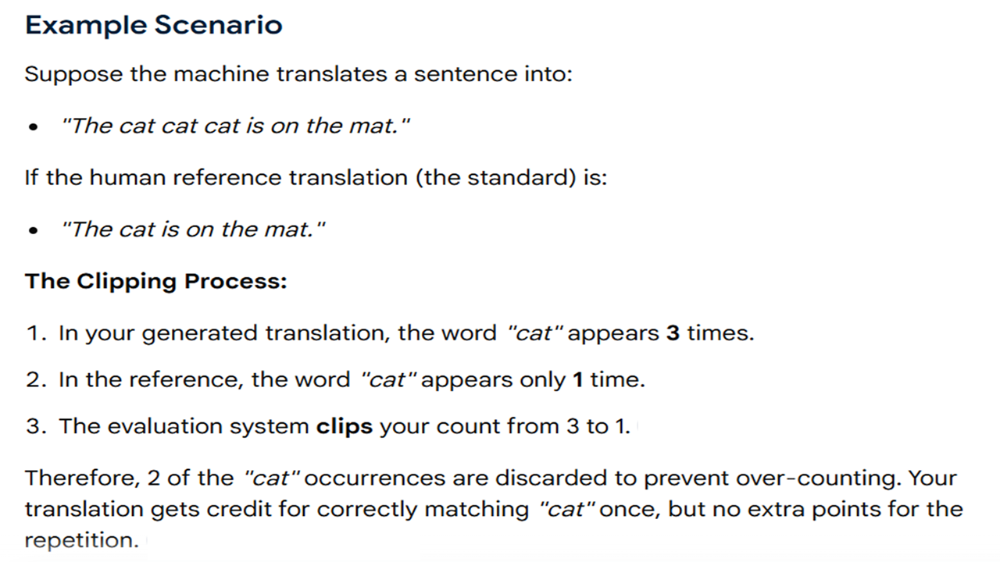 Example Scenario
Suppose the machine translates a sentence into:
• "The cat cat cat is on the mat."
If the human reference translation (the standard) is:
• "The cat is on the mat."
The Clipping Process:
1. In your generated translation, the word "cat" appears 3 times.
2. In the reference, the word "cat" appears only 1 time.
3. The evaluation system clips your count from 3 to 1.
Therefore, 2 of the "cat" occurrences are discarded to prevent over-counting. Your
translation gets credit for correctly matching "cat" once, but no extra points for the
repetition.